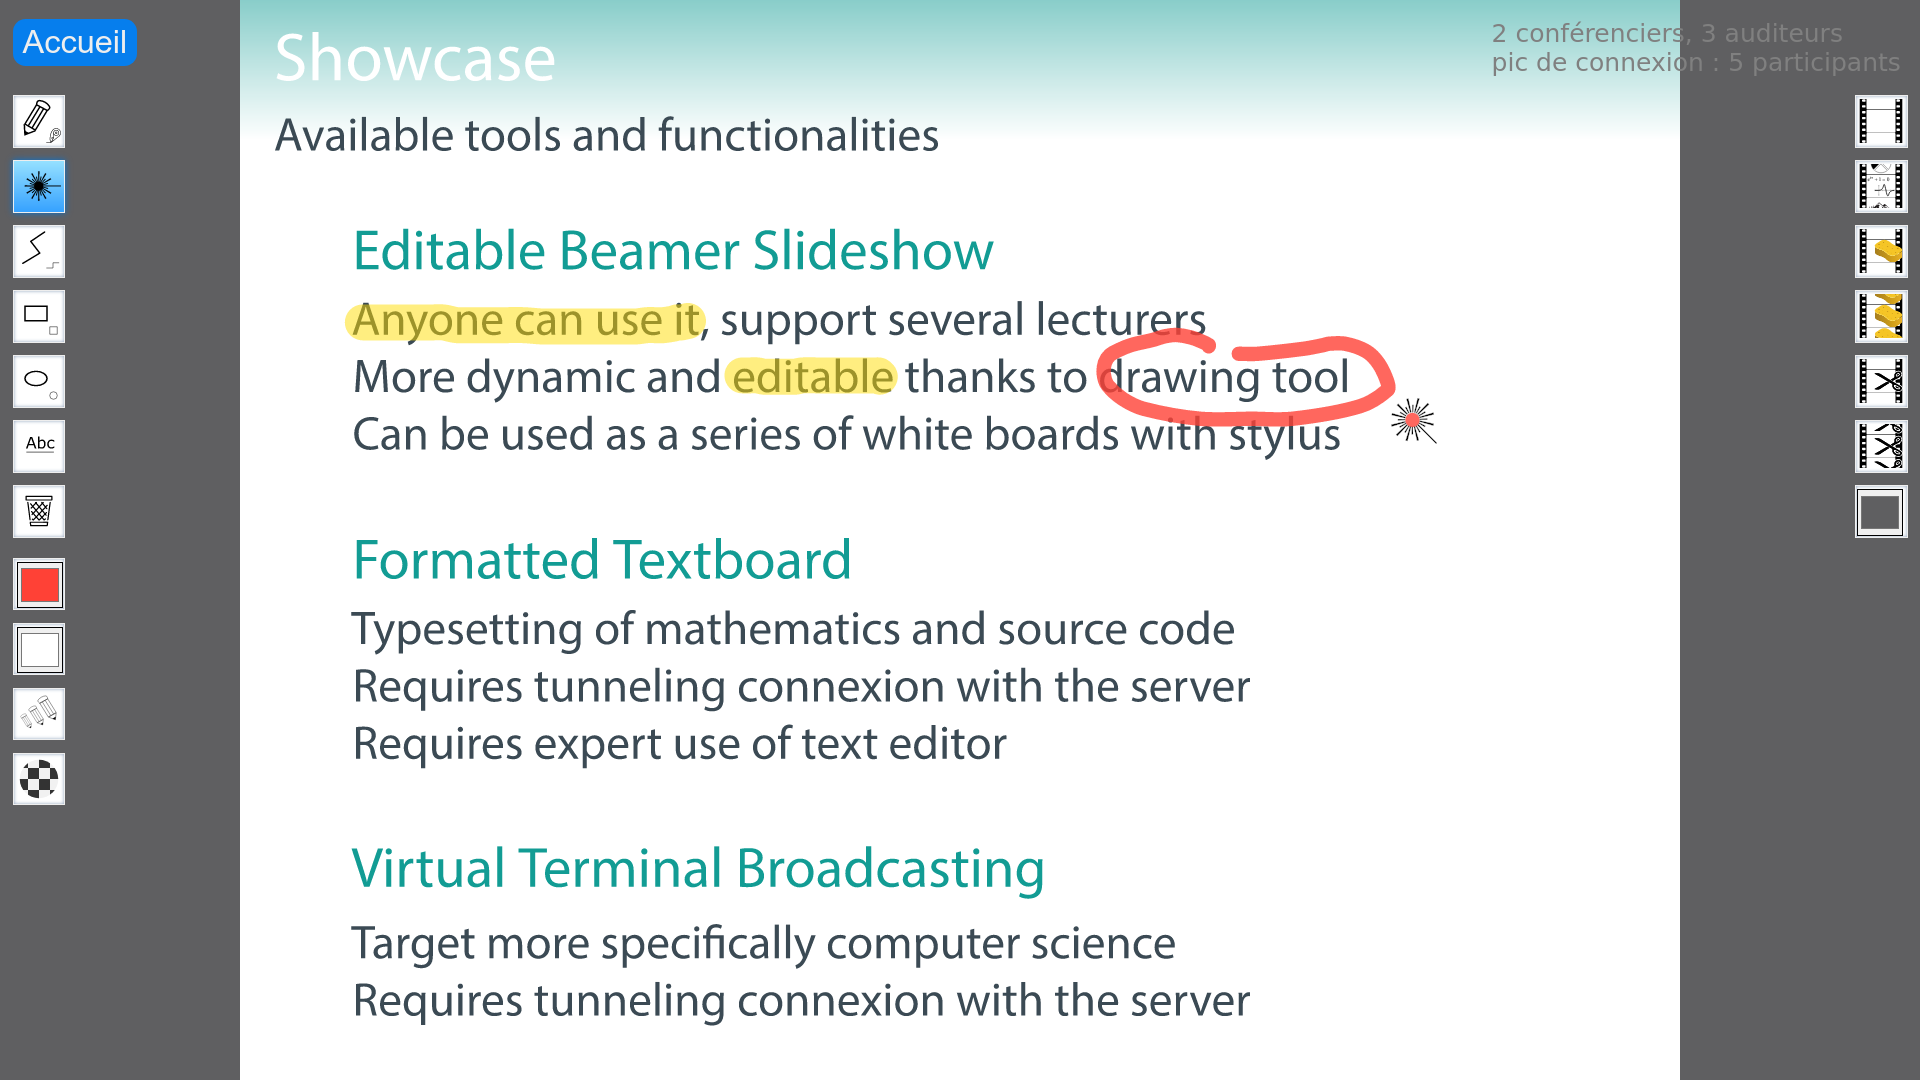 Accueil
2 conférenciers, 3 auditeurs
pic de connexion : 5 participants
Showcase
Available tools and functionalities
Editable Beamer Slideshow
Anyone can use it, support several lecturers
More dynamic and editable thanks to drawing tool
Can be used as a series of white boards with stylus
Abc
Formatted Textboard
Typesetting of mathematics and source code
Requires tunneling connexion with the server
Requires expert use of text editor
Virtual Terminal Broadcasting
Target more specifically computer science
Requires tunneling connexion with the server